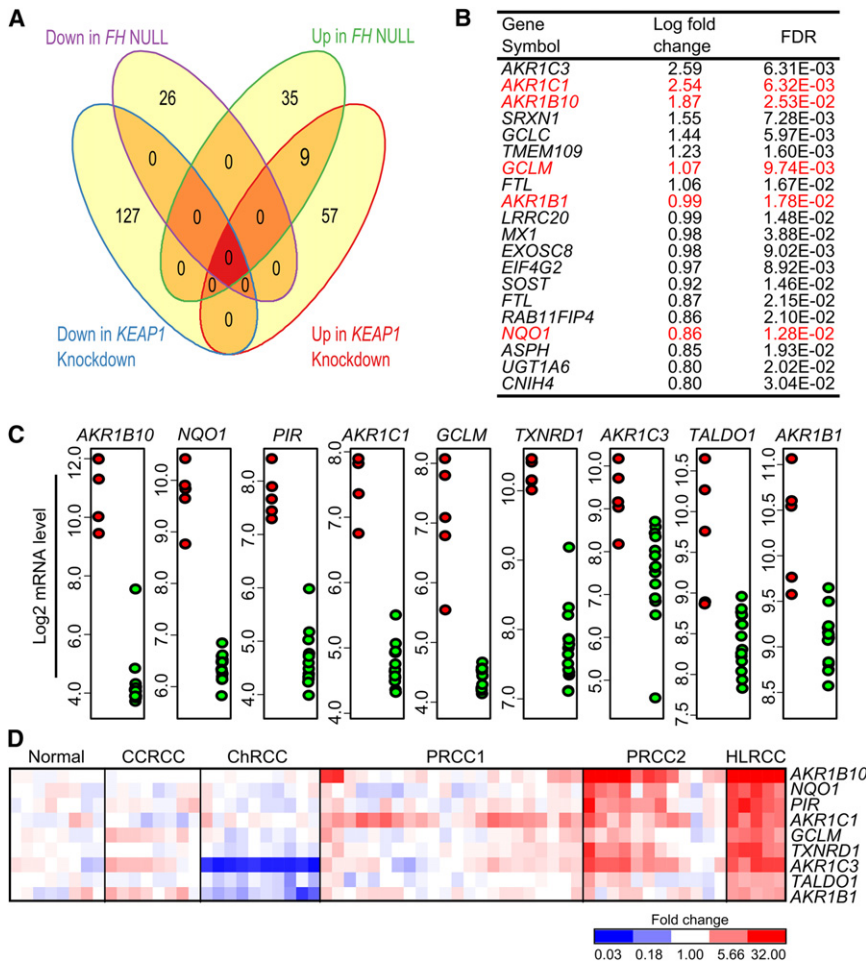 A
Down in FH NULL
Up in FH NULL
26
35
0
0
9
127
0
0
57
0
0
0
0
0
0
Down in KEAP1
Knockdown
Up in KEAP1
Knockdown
B
Gene Symbol Log fold change FDR
AKR1C3 2.59 6.31E-03
AKR1C1 2.54 6.32E-03
AKR1B10 1.87 2.53E-02
SRXN1 1.55 7.28E-03
GCLC 1.44 5.97E-03
TMEM109 1.23 1.60E-03
GCLM 1.07 9.74E-03
FTL 1.06 1.67E-02
AKR1B1 0.99 1.78E-02
LRRC20 0.99 1.48E-02
MX1 0.98 3.88E-02
EXOSC8 0.98 9.02E-03
EIF4G2 0.97 8.92E-03
SOST 0.92 1.46E-02
FTL 0.87 2.15E-02
RAB11FIP4 0.86 2.10E-02
NQO1 0.86 1.28E-02
ASPH 0.85 1.93E-02
UGT1A6 0.80 2.02E-02
CNIH4 0.80 3.04E-02
C
Log2 mRNA level
AKR1B10
12.0
10.0
8.0
6.0
4.0
NQO1
10.0
9.0
8.0
7.0
6.0
PIR
8.0
7.0
6.0
5.0
4.0
AKR1C1
8.0
7.0
6.0
5.0
4.0
GCLM
8.0
7.0
6.0
5.0
4.0
TXNRD1
10.0
9.0
8.0
7.0
AKR1C3
10.0
9.0
8.0
7.0
6.0
5.0
TALDO1
10.5
10.0
9.5
9.0
8.5
8.0
7.5
AKR1B1
11.0
10.5
10.0
9.5
9.0
8.5
D
Normal CCRCC ChRCC PRCC1 PRCC2 HLRCC
AKR1B10
NQO1
PIR
AKR1C1
GCLM
TXNRD1
AKR1C3
TALDO1
AKR1B1
Fold change
0.03 0.18 1.00 5.66 32.00